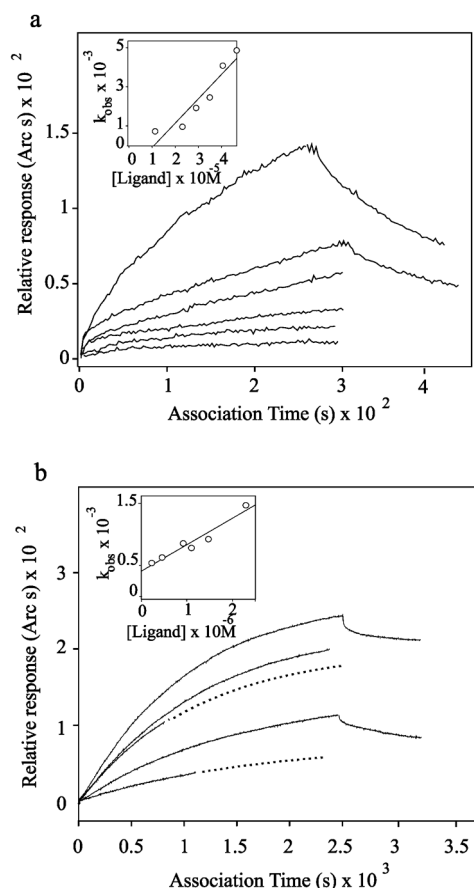 a
k obs x 10 -3
5
3
1
0
0 1 2 3 4
[Ligand] x 10M -5
Relative response (Arc s) x 10 2
1.5
1
0.5
0
0 1 2 3 4
Association Time (s) x 10 2
b
k obs x 10 -3
1.5
0.5
0
0 1 2
[Ligand] x 10M -6
Relative response (Arc s) x 10 2
3
2
1
0
0 0.5 1 1.5 2 2.5 3 3.5
Association Time (s) x 10 3